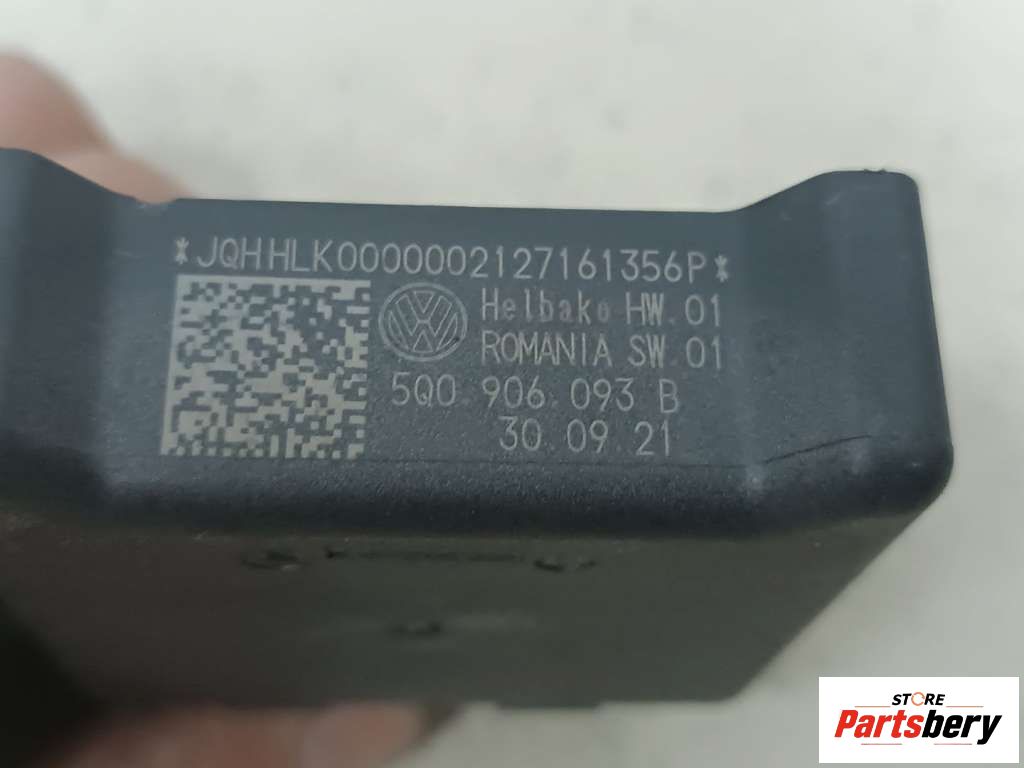 *JQHHLK0000002127161356P*
Helbako HW.01
ROMANIA SW.01
5Q0.906.093 B
30.09.21
STORE
Partsbery